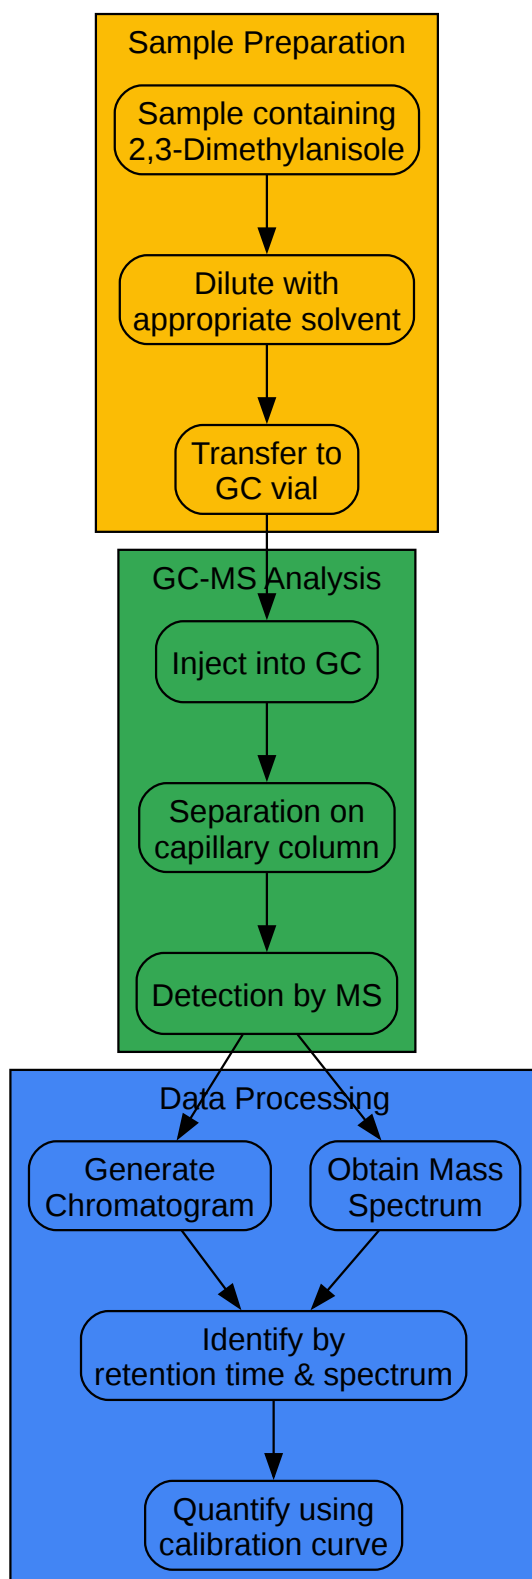 Sample Preparation
Sample containing
2,3-Dimethylanisole
Dilute with
appropriate solvent
Transfer to
GC vial
GC-MS Analysis
Inject into GC
Separation on
capillary column
Detection by MS
Data Processing
Generate
Chromatogram
Obtain Mass
Spectrum
Identify by
retention time & spectrum
Quantify using
calibration curve